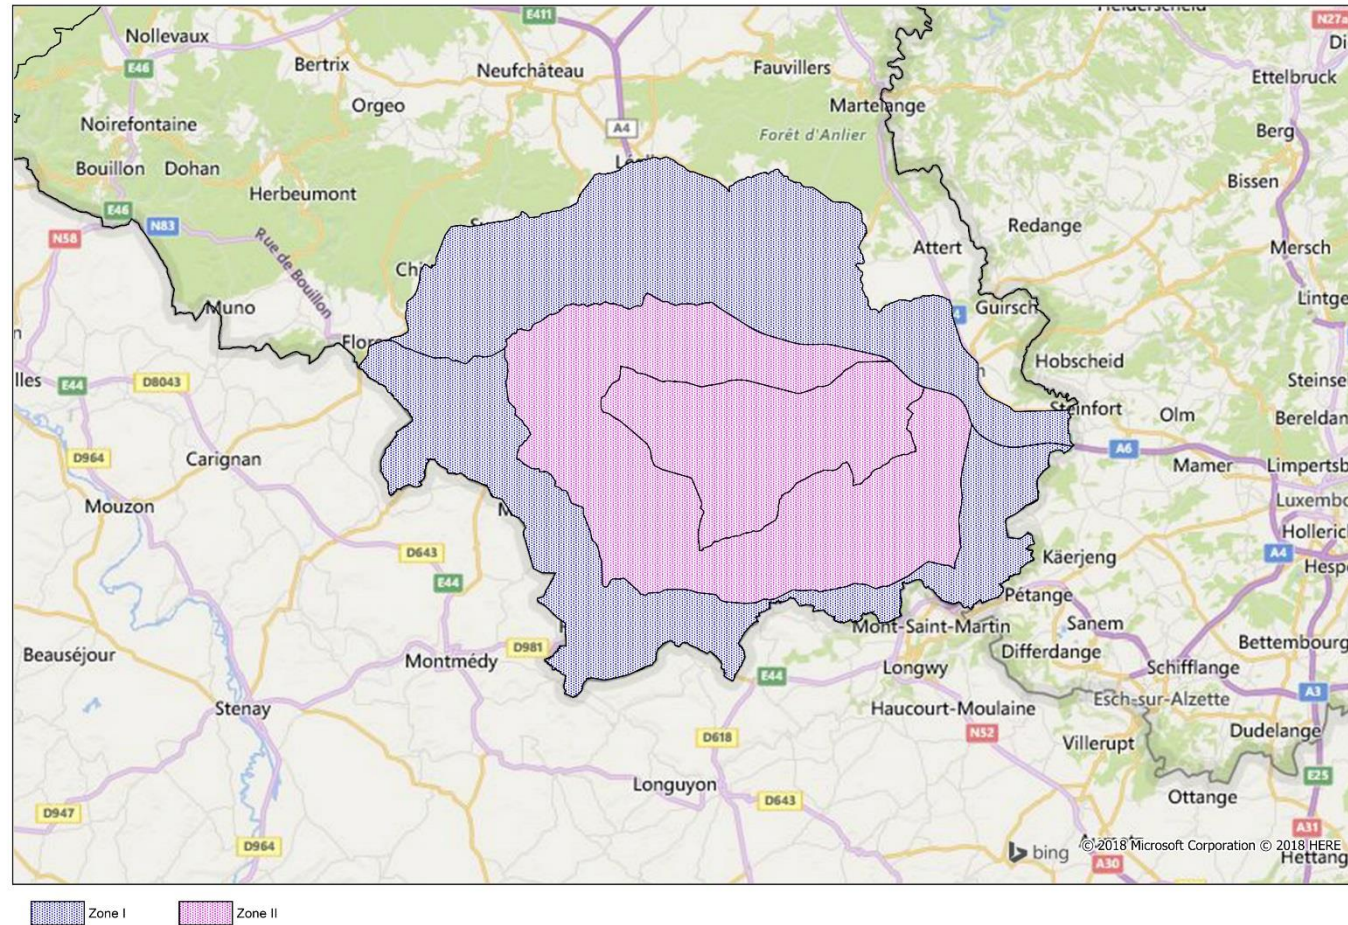 Heiderscheid
E411
N27a
Nollevaux
E46
Bertrix
Neufchâteau
Fauvillers
Ettelbruck
Orgeo
Martelange
A4
Noirefontaine
Forêt d'Anlier
Berg
Bouillon
Dohan
Herbeumont
Bissen
E46
N83
N58
Rue de Bouillon
Redange
Attert
Mersch
Muno
Guirsch
Hobscheid
E44
D8043
Steinfort
Olm
D964
Carignan
A6
Mamer
Mouzon
D643
E44
Käerjeng
A4
Pétange
Mont-Saint-Martin
Sanem
D981
Beauséjour
Montmédy
Differdange
Longwy
Schifflange
E44
A3
Stenay
Haucourt-Moulaine
Esch-sur-Alzette
D618
N52
Villerupt
Dudelange
E25
Longuyon
D643
Ottange
D947
D964
A31
bing
© 2018 Microsoft Corporation © 2018 HERE
A30
Zone I
Zone II